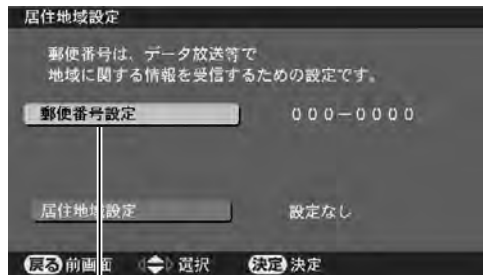 居住地域設定
郵便番号は、データ放送等で
地域に関する情報を受信するための設定です。
郵便番号設定 000-0000
居住地域設定 設定なし
戻る 前画面 選択 決定 決定